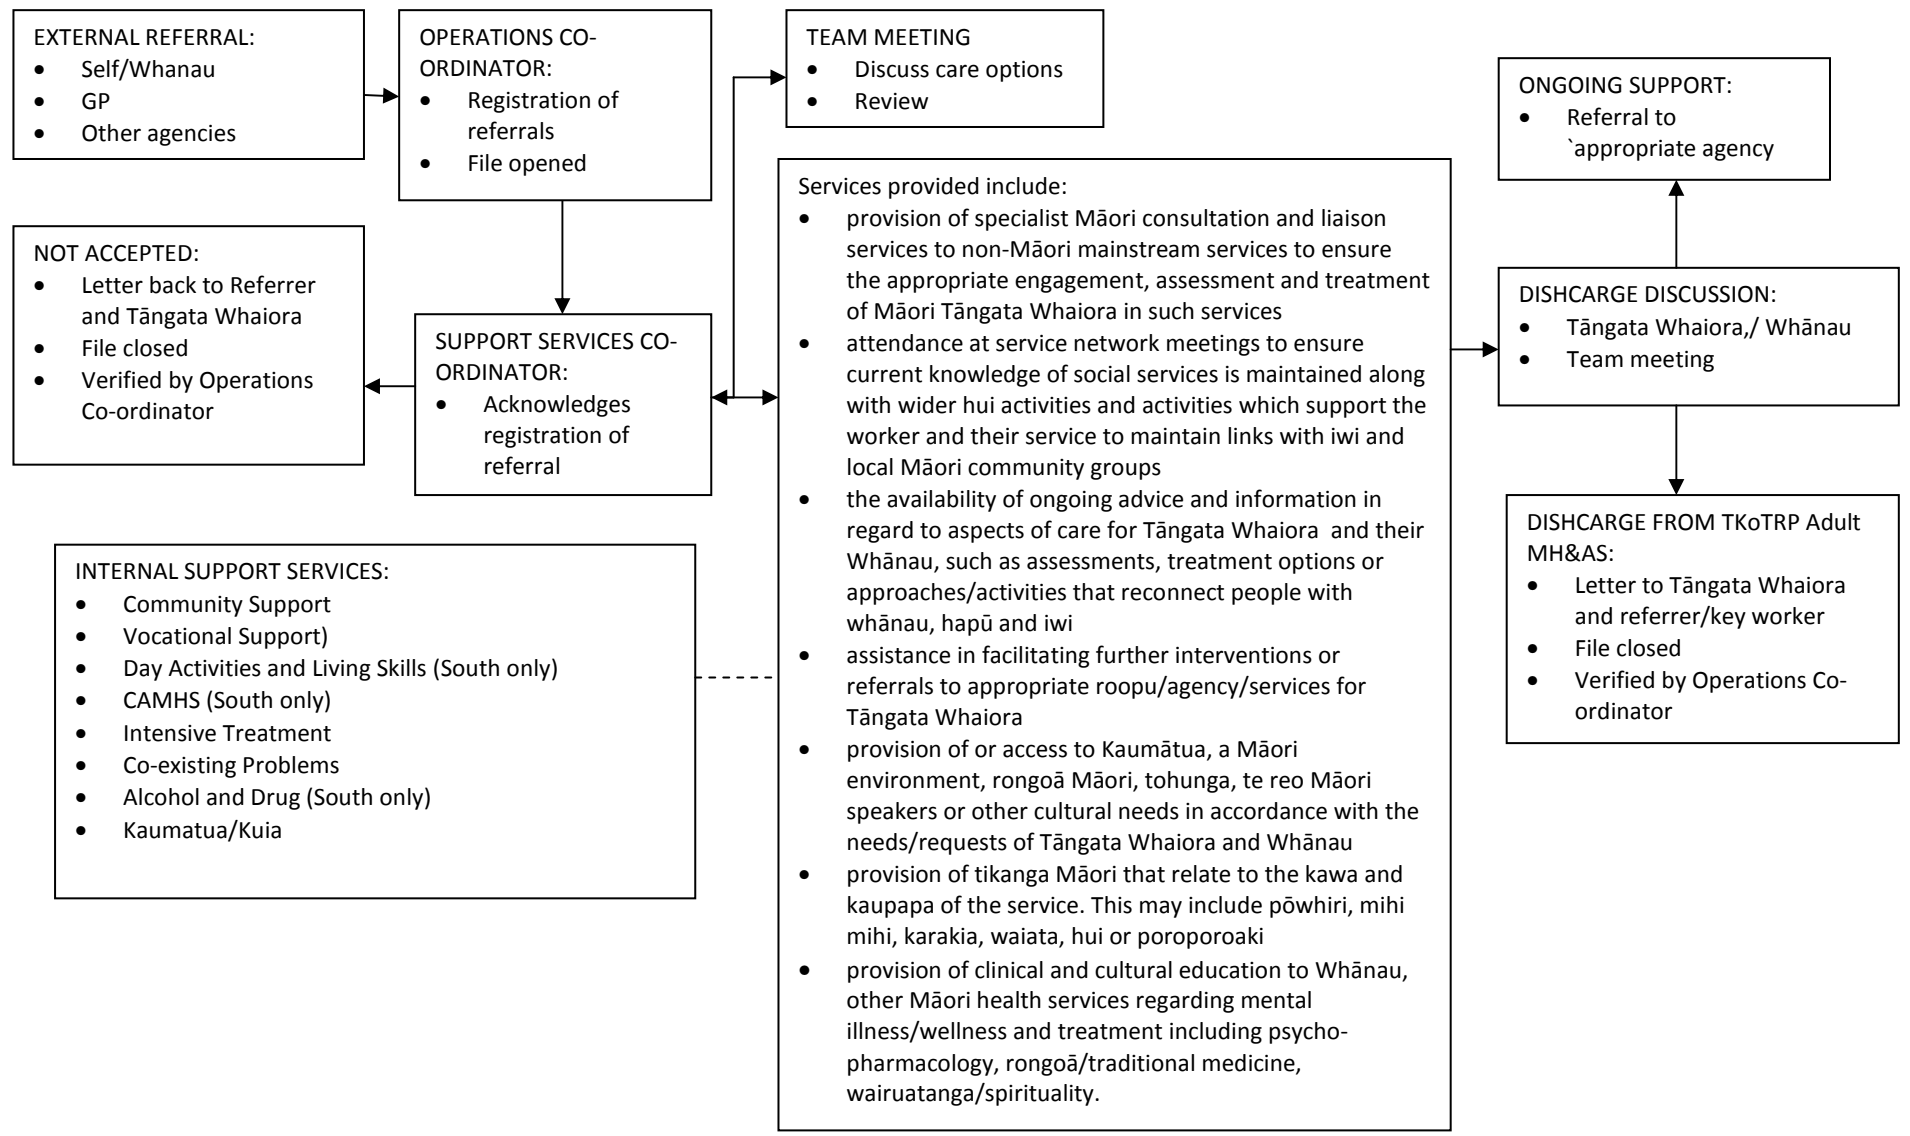 EXTERNAL REFERRAL:
• Self/Whanau
• GP
• Other agencies
OPERATIONS CO-
ORDINATOR:
• Registration of
referrals
• File opened
TEAM MEETING
• Discuss care options
• Review
ONGOING SUPPORT:
• Referral to
`appropriate agency
NOT ACCEPTED:
• Letter back to Referrer
and Tāngata Whaiora
• File closed
• Verified by Operations
Co-ordinator
SUPPORT SERVICES CO-
ORDINATOR:
• Acknowledges
registration of
referral
Services provided include:
• provision of specialist Māori consultation and liaison
services to non-Māori mainstream services to ensure
the appropriate engagement, assessment and treatment
of Māori Tāngata Whaiora in such services
• attendance at service network meetings to ensure
current knowledge of social services is maintained along
with wider hui activities and activities which support the
worker and their service to maintain links with iwi and
local Māori community groups
• the availability of ongoing advice and information in
regard to aspects of care for Tāngata Whaiora and their
Whānau, such as assessments, treatment options or
approaches/activities that reconnect people with
whānau, hapū and iwi
• assistance in facilitating further interventions or
referrals to appropriate roopu/agency/services for
Tāngata Whaiora
• provision of or access to Kaumātua, a Māori
environment, rongoā Māori, tohunga, te reo Māori
speakers or other cultural needs in accordance with the
needs/requests of Tāngata Whaiora and Whānau
• provision of tikanga Māori that relate to the kawa and
kaupapa of the service. This may include pōwhiri, mihi
mihi, karakia, waiata, hui or poroporoaki
• provision of clinical and cultural education to Whānau,
other Māori health services regarding mental
illness/wellness and treatment including psycho-
pharmacology, rongoā/traditional medicine,
wairuatanga/spirituality.
DISHCARGE DISCUSSION:
• Tāngata Whaiora,/ Whānau
• Team meeting
DISHCARGE FROM TKoTRP Adult
MH&AS:
• Letter to Tāngata Whaiora
and referrer/key worker
• File closed
• Verified by Operations Co-
ordinator
INTERNAL SUPPORT SERVICES:
• Community Support
• Vocational Support)
• Day Activities and Living Skills (South only)
• CAMHS (South only)
• Intensive Treatment
• Co-existing Problems
• Alcohol and Drug (South only)
• Kaumatua/Kuia